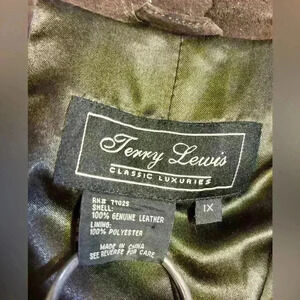 Terry Lewis
CLASSIC LUXURIES
RN# 77025
SHELL:
100% GENUINE LEATHER
LINING:
100% POLYESTER
MADE IN CHINA
SEE REVERSE FOR CARE
1X